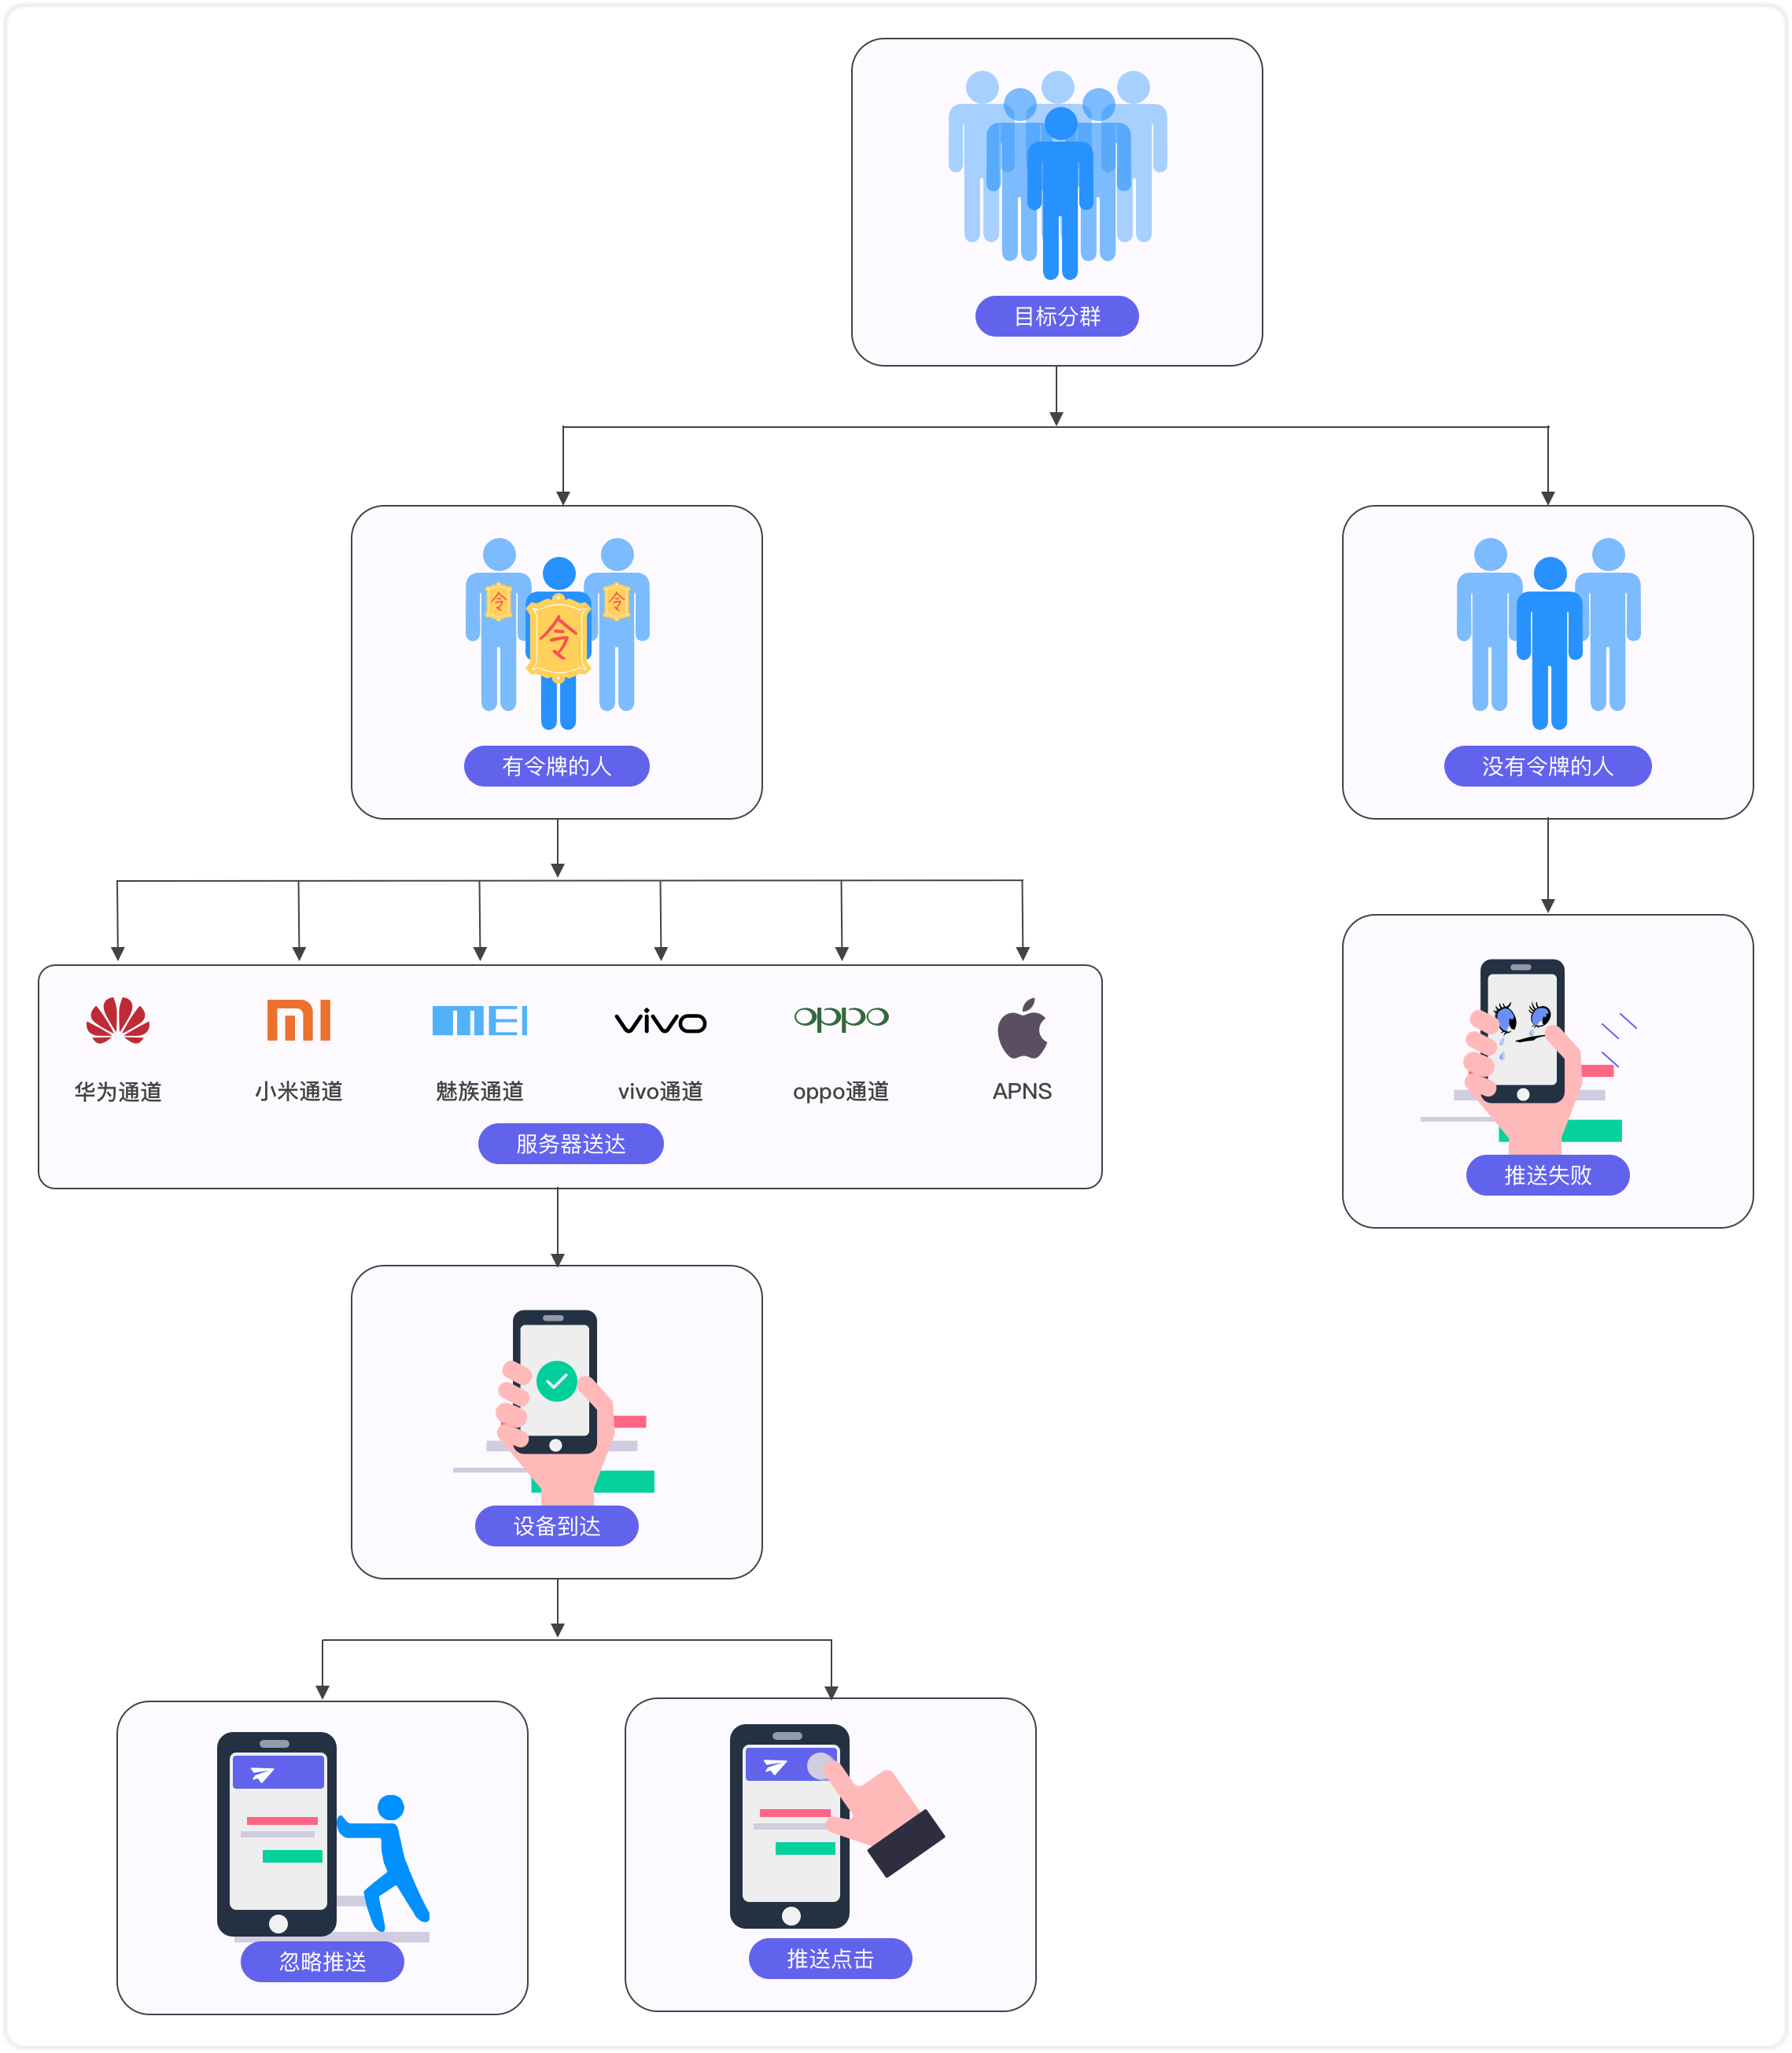 目标分群
令
令
令
有令牌的人
没有令牌的人
MEI
vivo
oppo
华为通道
小米通道
魅族通道
vivo通道
oppo通道
APNS
服务器送达
推送失败
设备到达
忽略推送
推送点击